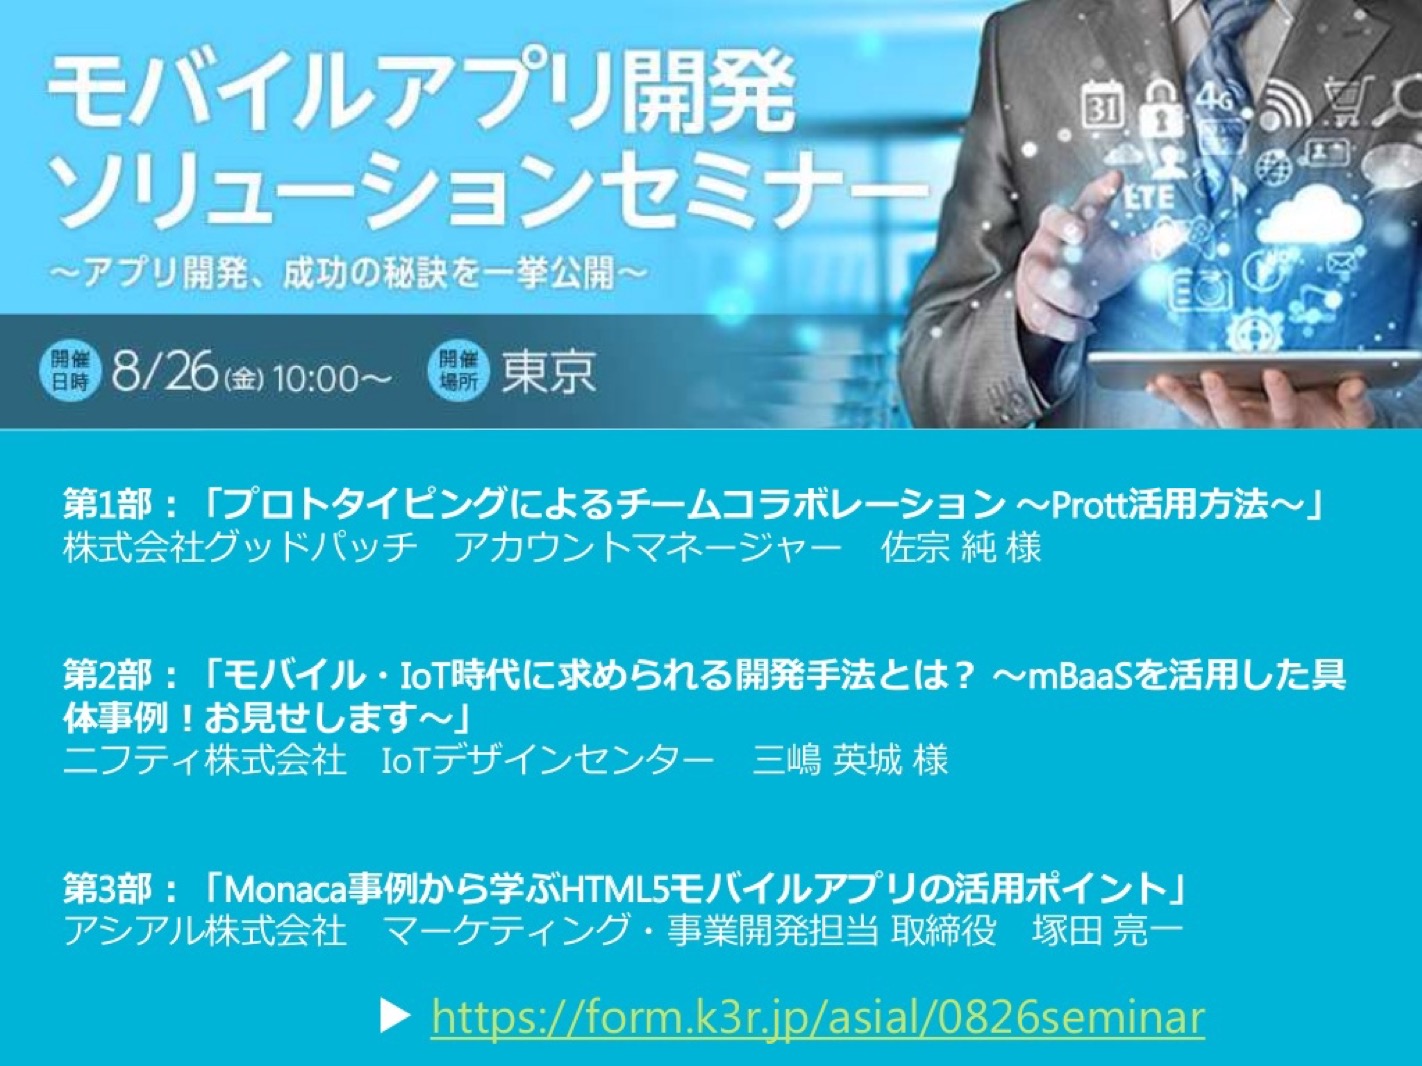 モバイルアプリ開発
ソリューションセミナー
〜アプリ開発、成功の秘訣を一挙公開〜
開催日時 8/26(金) 10:00〜 開催場所 東京
31
4G
LTE
第1部：「プロトタイピングによるチームコラボレーション 〜Prott活用方法〜」
株式会社グッドパッチ　アカウントマネージャー　佐宗 純 様
第2部：「モバイル・IoT時代に求められる開発手法とは？ 〜mBaaSを活用した具
体事例！お見せします〜」
ニフティ株式会社　IoTデザインセンター　三嶋 英城 様
第3部：「Monaca事例から学ぶHTML5モバイルアプリの活用ポイント」
アシアル株式会社　マーケティング・事業開発担当 取締役　塚田 亮一
▶ https://form.k3r.jp/asial/0826seminar